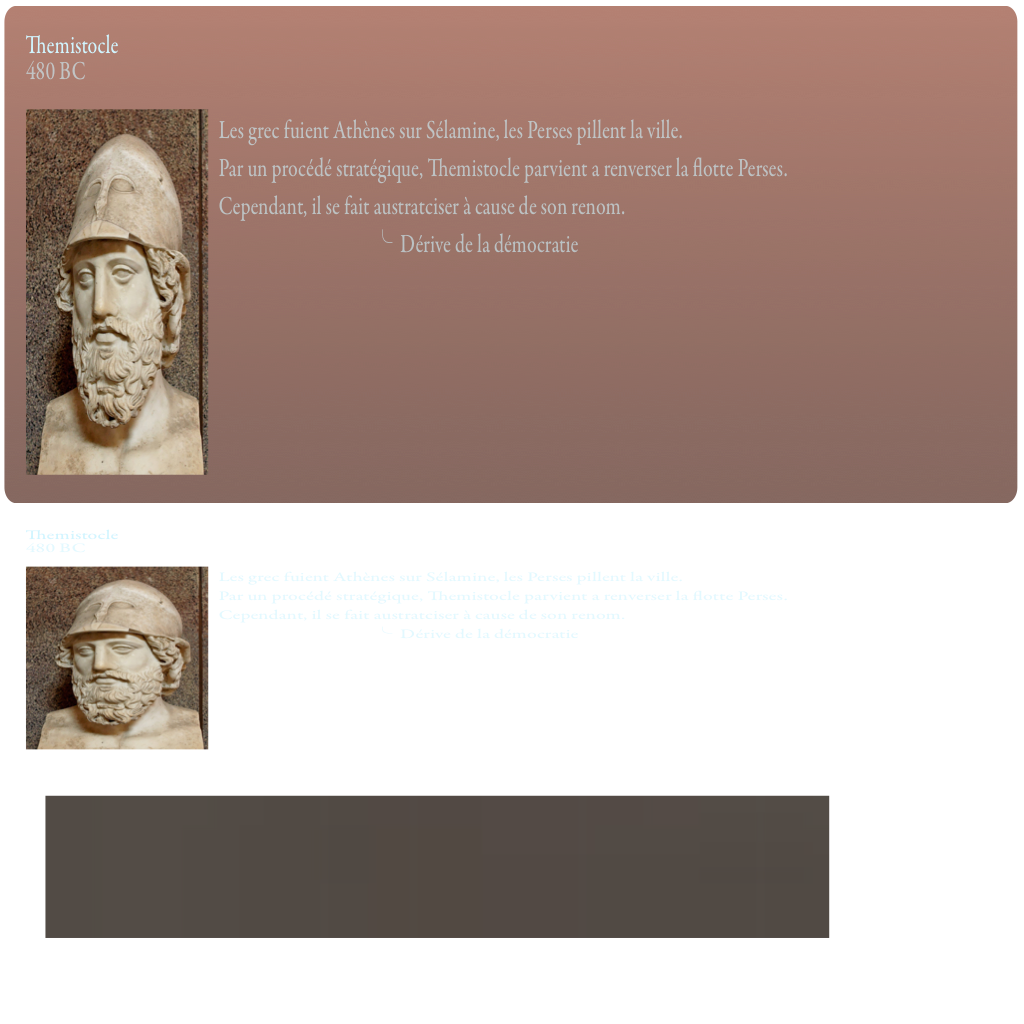 Themistocle
480 BC
Les grec fuient Athènes sur Sélamine, les Perses pillent la ville.
Par un procédé stratégique, Themistocle parvient a renverser la flotte Perses.
Cependant, il se fait austratciser à cause de son renom.
Dérive de la démocratie
Themistocle
480 BC
Les grec fuient Athènes sur Sélamine, les Perses pillent la ville.
Par un procédé stratégique, Themistocle parvient a renverser la flotte Perses.
Cependant, il se fait austratciser à cause de son renom.
Dérive de la démocratie